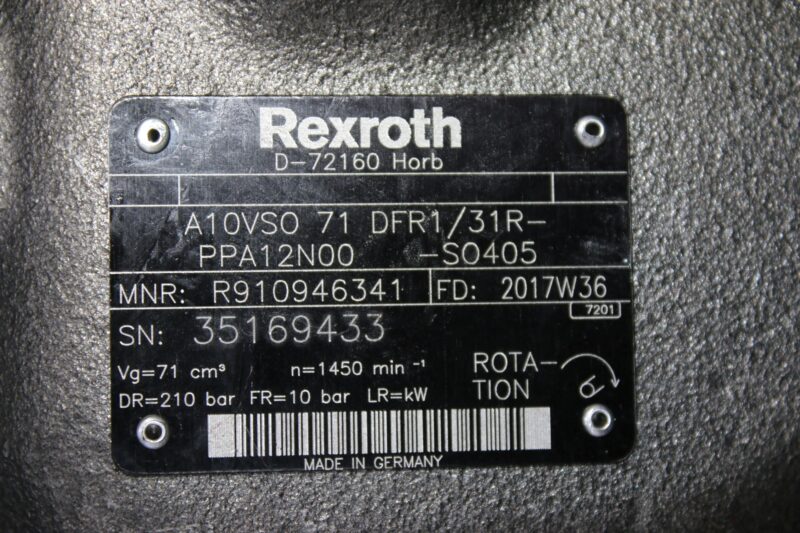 Rexroth
D-72160 Horb
A10VSO 71 DFR1/31R-
PPA12N00 -SO405
MNR: R910946341 FD: 2017W36
7201
SN: 35169433
Vg=71 cm³ n=1450 min ⁻¹
DR=210 bar FR=10 bar LR=kW
ROTA-
TION
MADE IN GERMANY